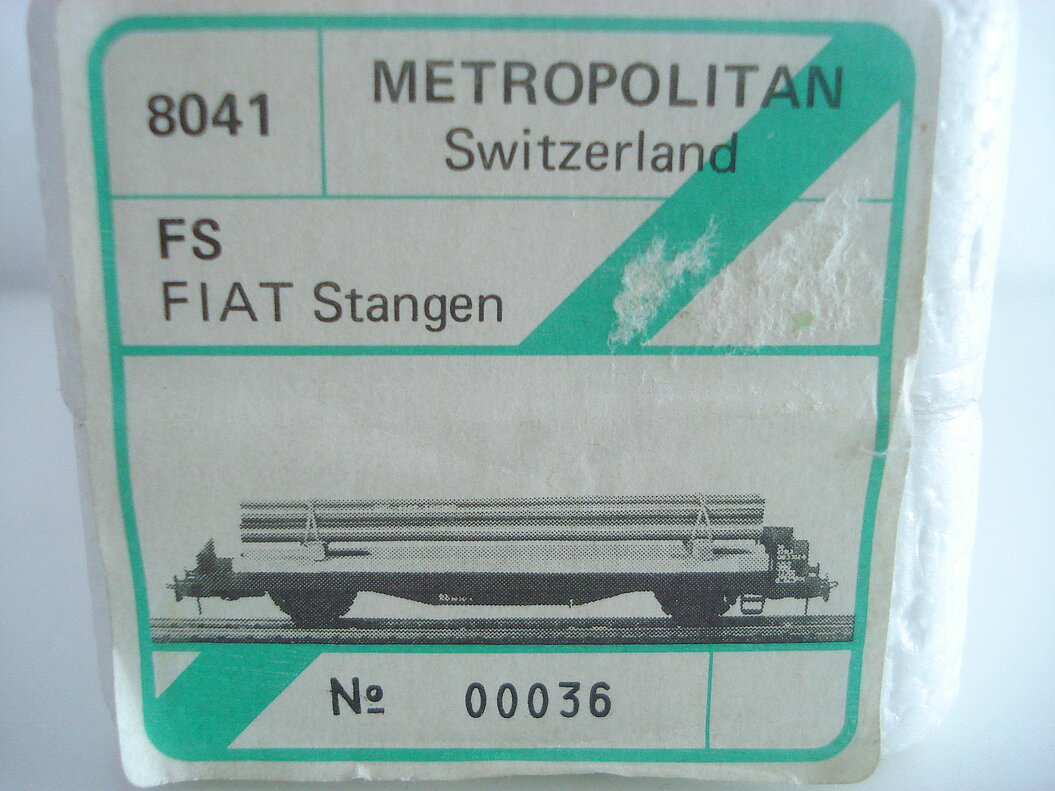 8041
METROPOLITAN
Switzerland
FS
FIAT Stangen
№ 00036